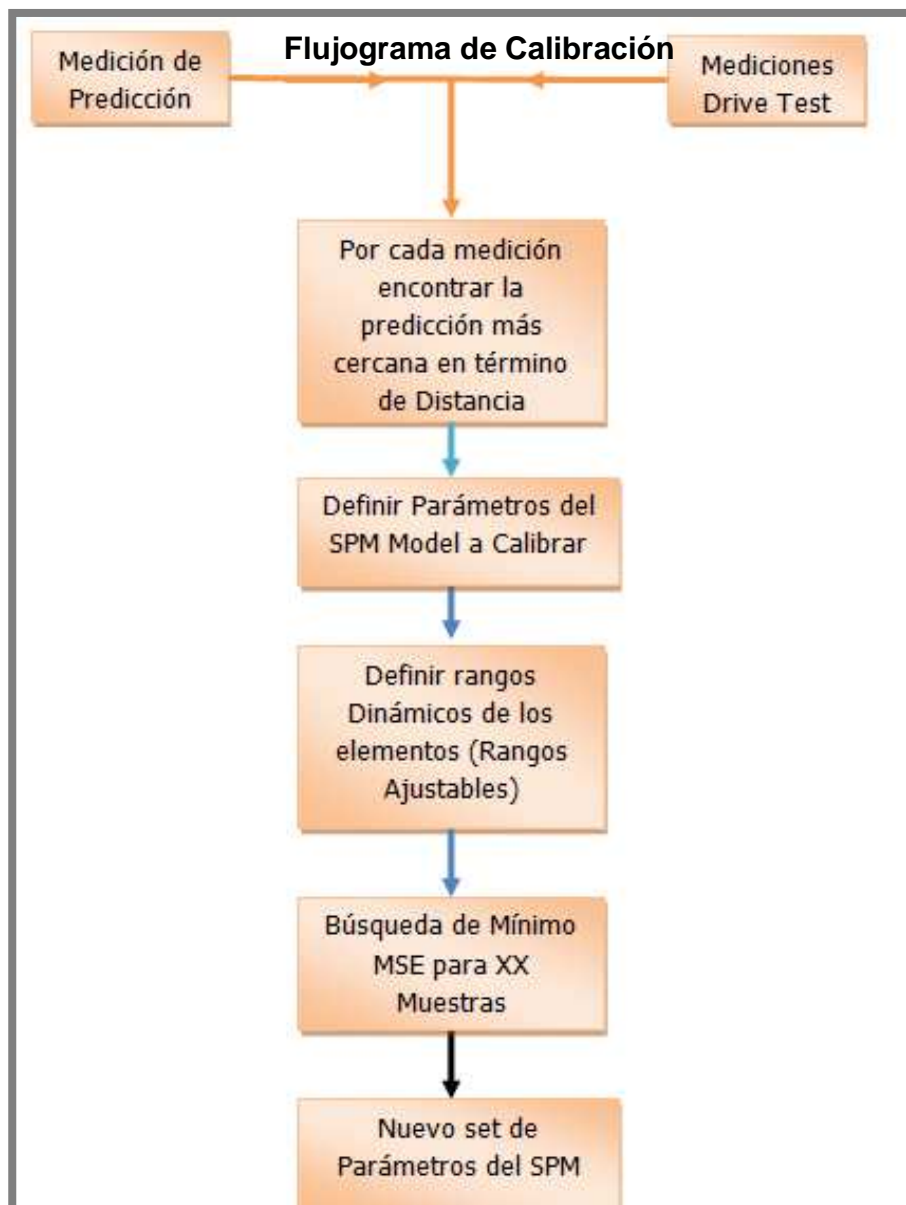 Flujograma de Calibración
Medición de
Predicción
Mediciones
Drive Test
Por cada medición
encontrar la
predicción más
cercana en término
de Distancia
Definir Parámetros del
SPM Model a Calibrar
Definir rangos
Dinámicos de los
elementos (Rangos
Ajustables)
Búsqueda de Mínimo
MSE para XX
Muestras
Nuevo set de
Parámetros del SPM